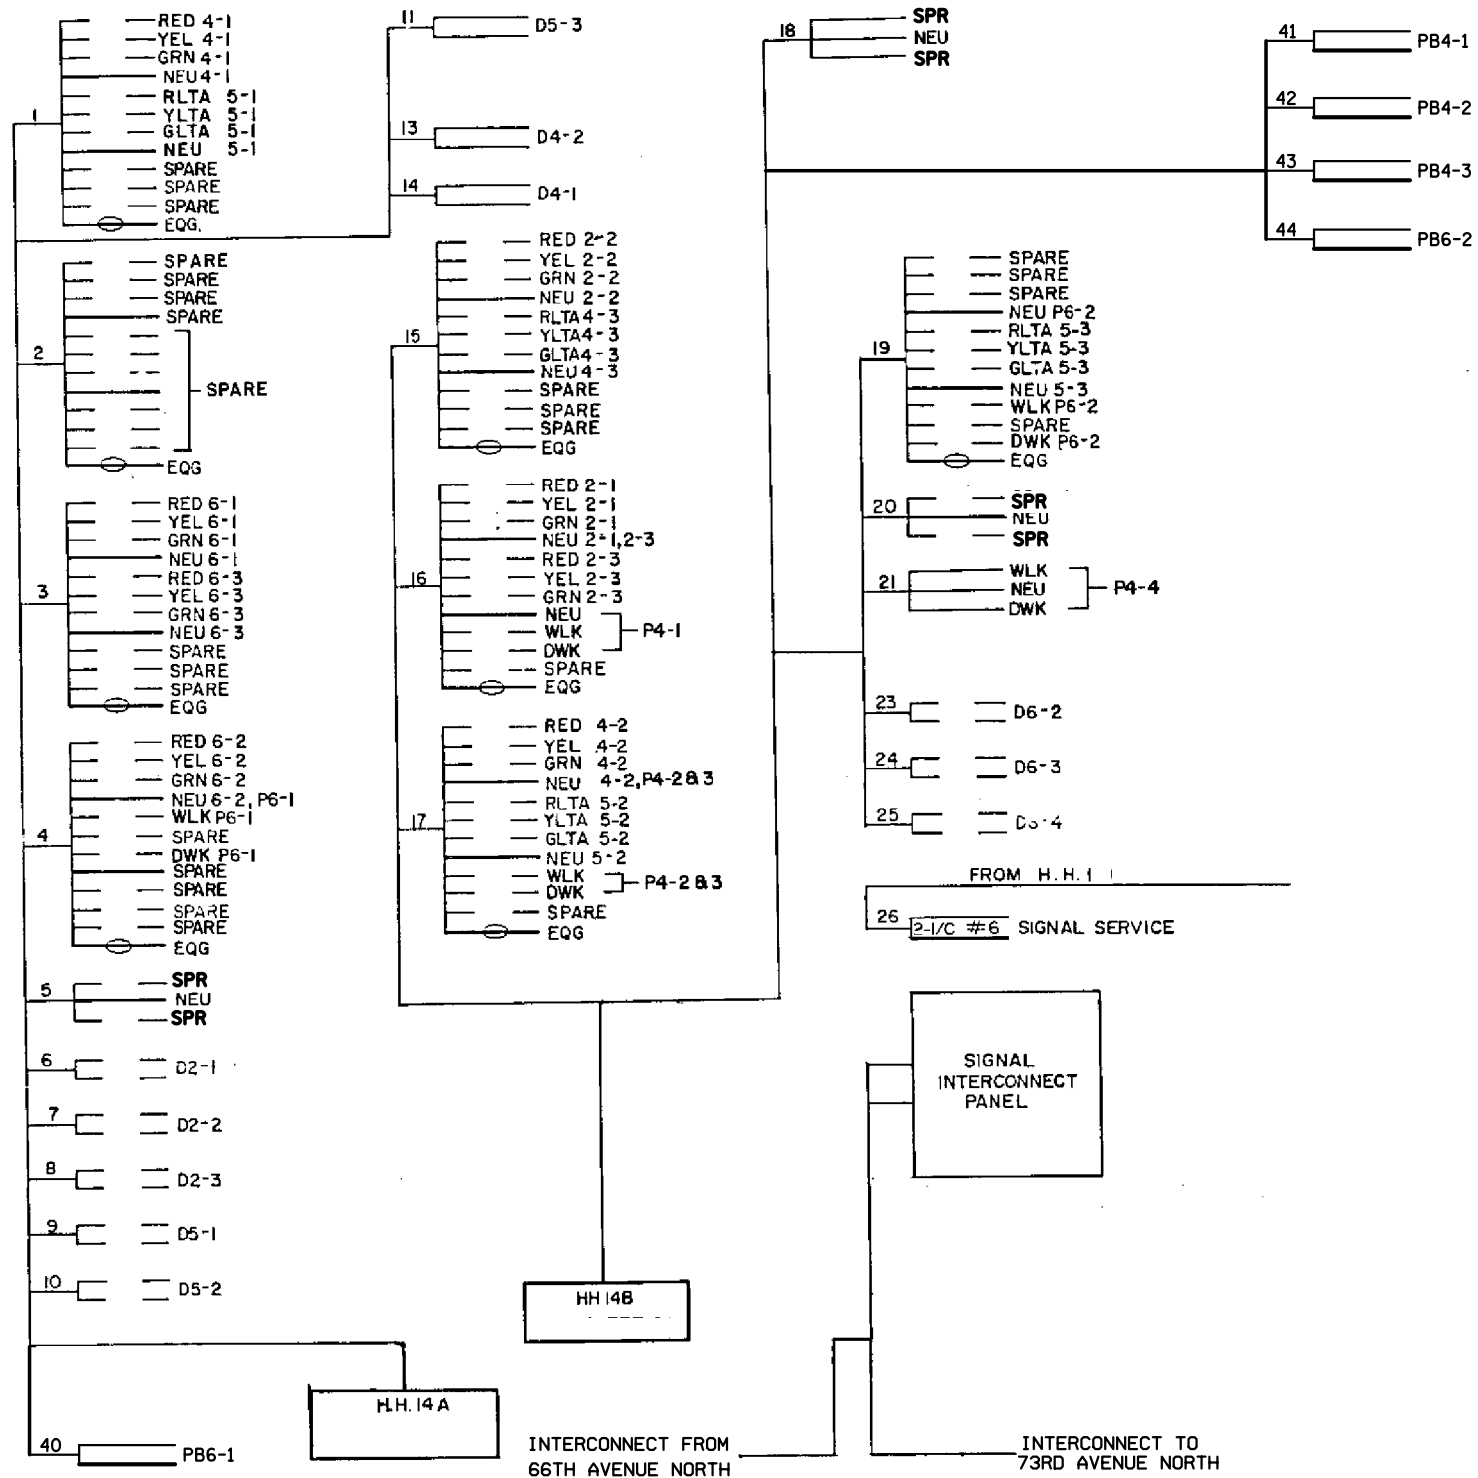 1
RED 4-1
YEL 4-1
GRN 4-1
NEU 4-1
RLTA 5-1
YLTA 5-1
GLTA 5-1
NEU 5-1
SPARE
SPARE
SPARE
EQG.
2
SPARE
SPARE
SPARE
SPARE
SPARE
EQG
3
RED 6-1
YEL 6-1
GRN 6-1
NEU 6-1
RED 6-3
YEL 6-3
GRN 6-3
NEU 6-3
SPARE
SPARE
SPARE
EQG
4
RED 6-2
YEL 6-2
GRN 6-2
NEU 6-2, P6-1
WLK P6-1
SPARE
DWK P6-1
SPARE
SPARE
SPARE
SPARE
EQG
5
SPR
NEU
SPR
6 D2-1
7 D2-2
8 D2-3
9 D5-1
10 D5-2
H.H. 14A
40 PB6-1
11 D5-3
13 D4-2
14 D4-1
15
RED 2-2
YEL 2-2
GRN 2-2
NEU 2-2
RLTA 4-3
YLTA 4-3
GLTA 4-3
NEU 4-3
SPARE
SPARE
SPARE
EQG
16
RED 2-1
YEL 2-1
GRN 2-1
NEU 2-1, 2-3
RED 2-3
YEL 2-3
GRN 2-3
NEU
WLK P4-1
DWK
SPARE
EQG
17
RED 4-2
YEL 4-2
GRN 4-2
NEU 4-2, P4-2&3
RLTA 5-2
YLTA 5-2
GLTA 5-2
NEU 5-2
WLK P4-2&3
DWK
SPARE
EQG
HH 14B
18
SPR
NEU
SPR
41 PB4-1
42 PB4-2
43 PB4-3
44 PB6-2
19
SPARE
SPARE
SPARE
NEU P6-2
RLTA 5-3
YLTA 5-3
GLTA 5-3
NEU 5-3
WLK P6-2
SPARE
DWK P6-2
EQG
20
SPR
NEU
SPR
21
WLK
NEU P4-4
DWK
23 D6-2
24 D6-3
25
FROM H.H.
26 2-1/C #6 SIGNAL SERVICE
SIGNAL
INTERCONNECT
PANEL
INTERCONNECT FROM
66TH AVENUE NORTH
INTERCONNECT TO
73RD AVENUE NORTH